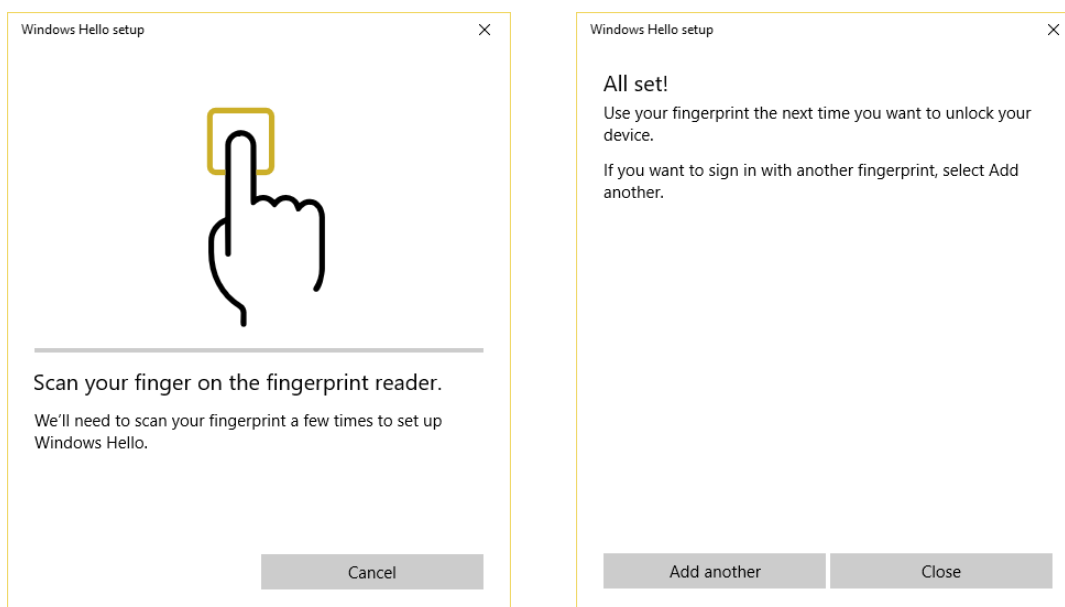 Windows Hello setup
Scan your finger on the fingerprint reader.
We'll need to scan your fingerprint a few times to set up
Windows Hello.
Cancel
Windows Hello setup
All set!
Use your fingerprint the next time you want to unlock your
device.
If you want to sign in with another fingerprint, select Add
another.
Add another
Close